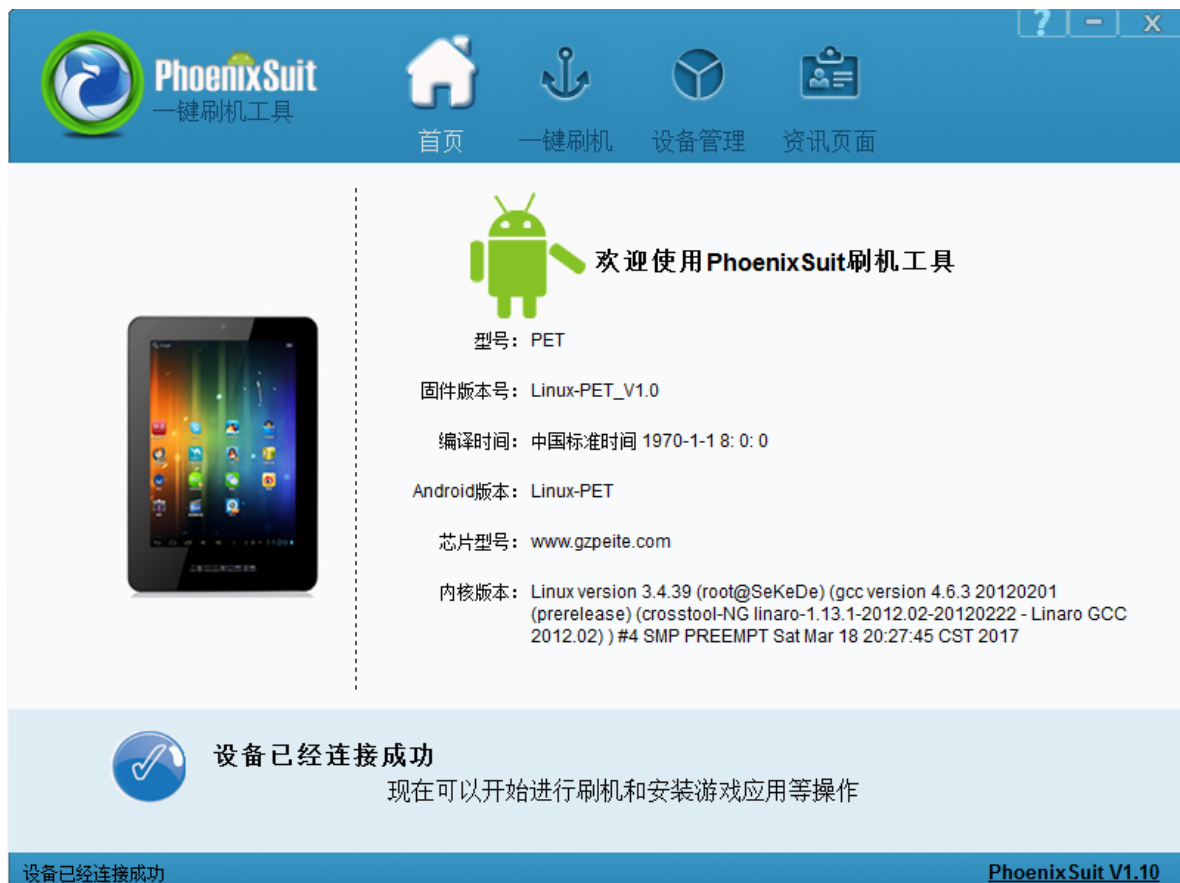 ? − X
PhoenixSuit
一键刷机工具
首页 一键刷机 设备管理 资讯页面
欢迎使用PhoenixSuit刷机工具
型号： PET
固件版本号： Linux-PET_V1.0
编译时间： 中国标准时间 1970-1-1 8: 0: 0
Android版本： Linux-PET
芯片型号： www.gzpeite.com
内核版本： Linux version 3.4.39 (root@SeKeDe) (gcc version 4.6.3 20120201
(prerelease) (crosstool-NG linaro-1.13.1-2012.02-20120222 - Linaro GCC
2012.02) ) #4 SMP PREEMPT Sat Mar 18 20:27:45 CST 2017
设备已经连接成功
现在可以开始进行刷机和安装游戏应用等操作
设备已经连接成功 PhoenixSuit V1.10